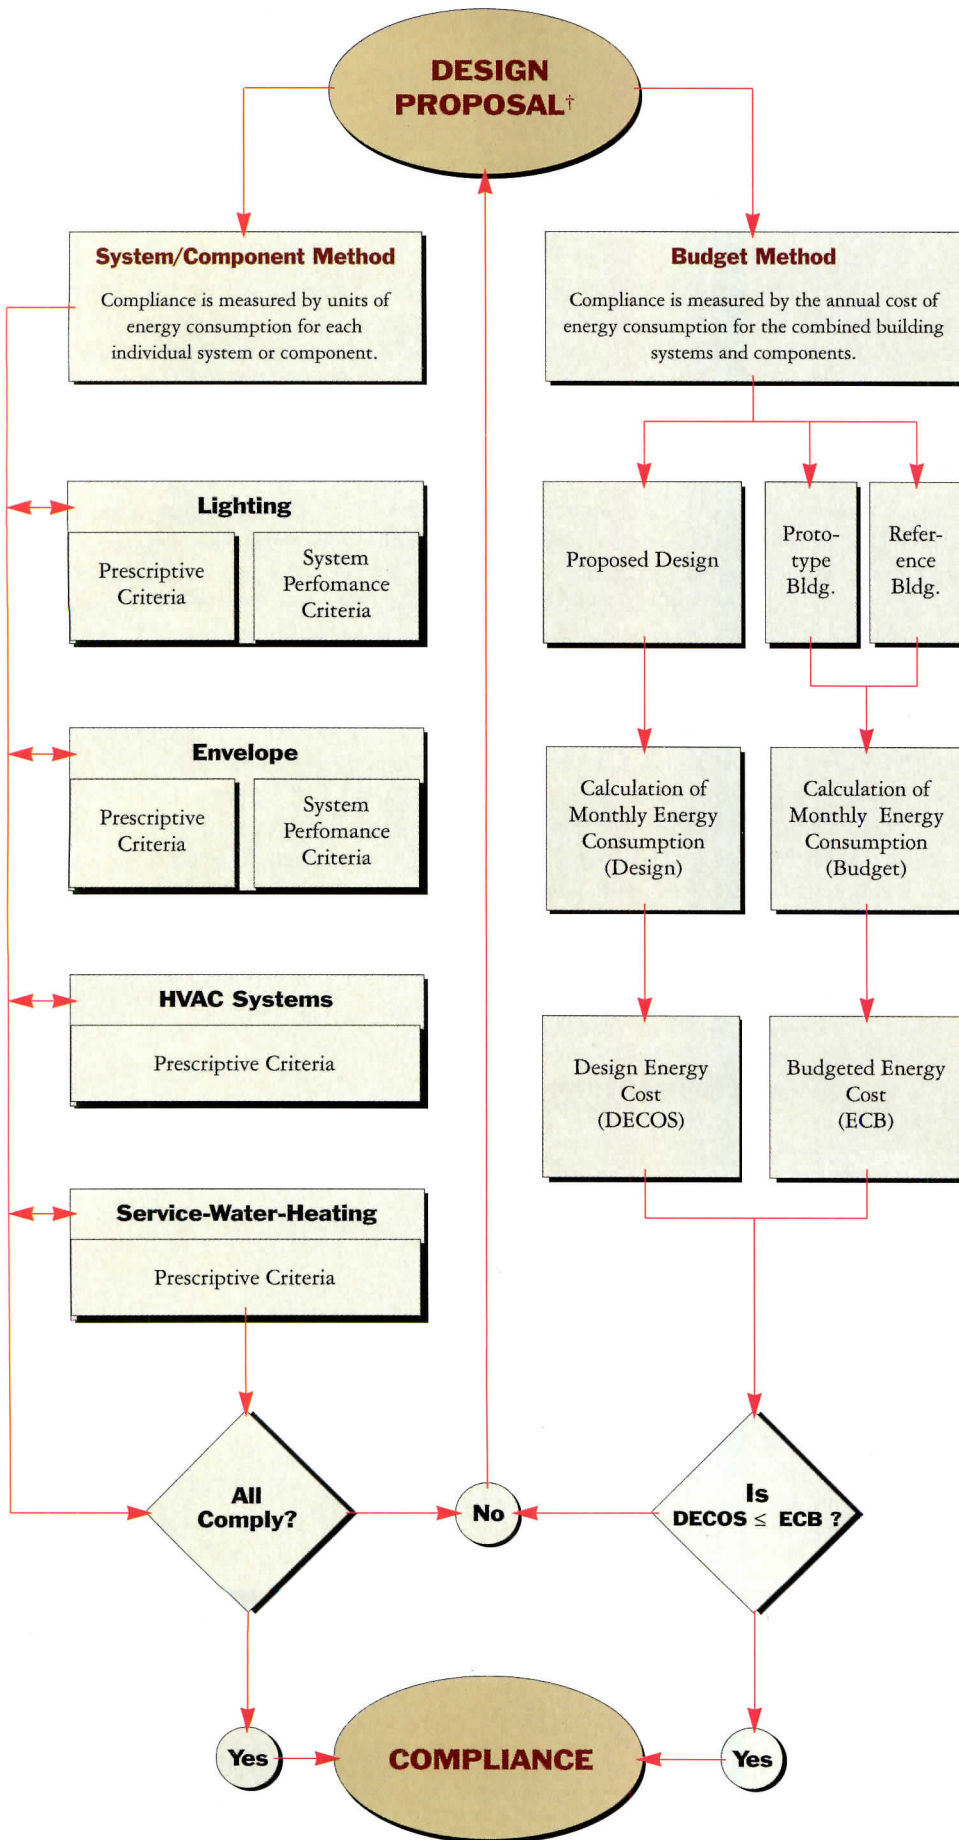 DESIGN
PROPOSAL†
System/Component Method
Compliance is measured by units of
energy consumption for each
individual system or component.
Budget Method
Compliance is measured by the annual cost of
energy consumption for the combined building
systems and components.
Lighting
Prescriptive
Criteria
System
Perfomance
Criteria
Proposed Design
Proto-
type
Bldg.
Refer-
ence
Bldg.
Envelope
Prescriptive
Criteria
System
Perfomance
Criteria
Calculation of
Monthly Energy
Consumption
(Design)
Calculation of
Monthly Energy
Consumption
(Budget)
HVAC Systems
Prescriptive Criteria
Design Energy
Cost
(DECOS)
Budgeted Energy
Cost
(ECB)
Service-Water-Heating
Prescriptive Criteria
All
Comply?
No
Is
DECOS ≤ ECB ?
Yes
COMPLIANCE
Yes